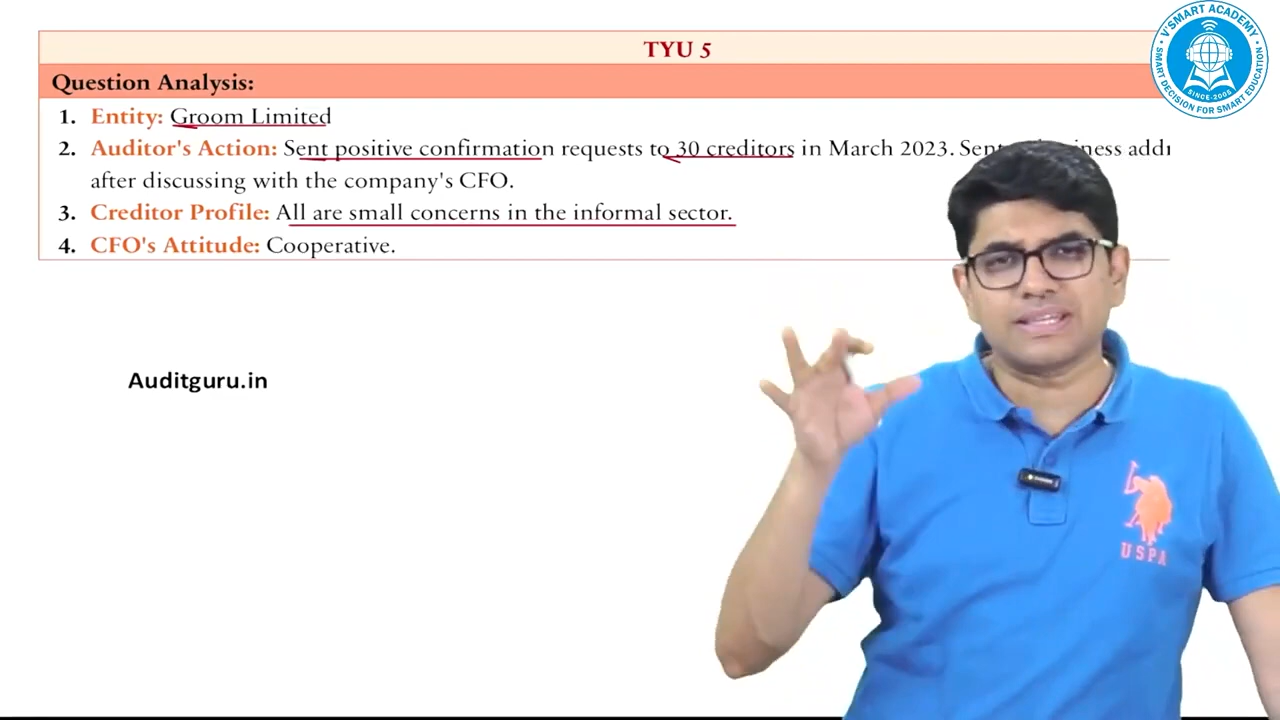 TYU 5
Question Analysis:
1. Entity: Groom Limited
2. Auditor's Action: Sent positive confirmation requests to 30 creditors in March 2023. Sent
after discussing with the company's CFO.
3. Creditor Profile: All are small concerns in the informal sector.
4. CFO's Attitude: Cooperative.
Auditguru.in
V'SMART ACADEMY
SINCE-2005
SMART DECISION FOR SMART EDUCATION
USPA